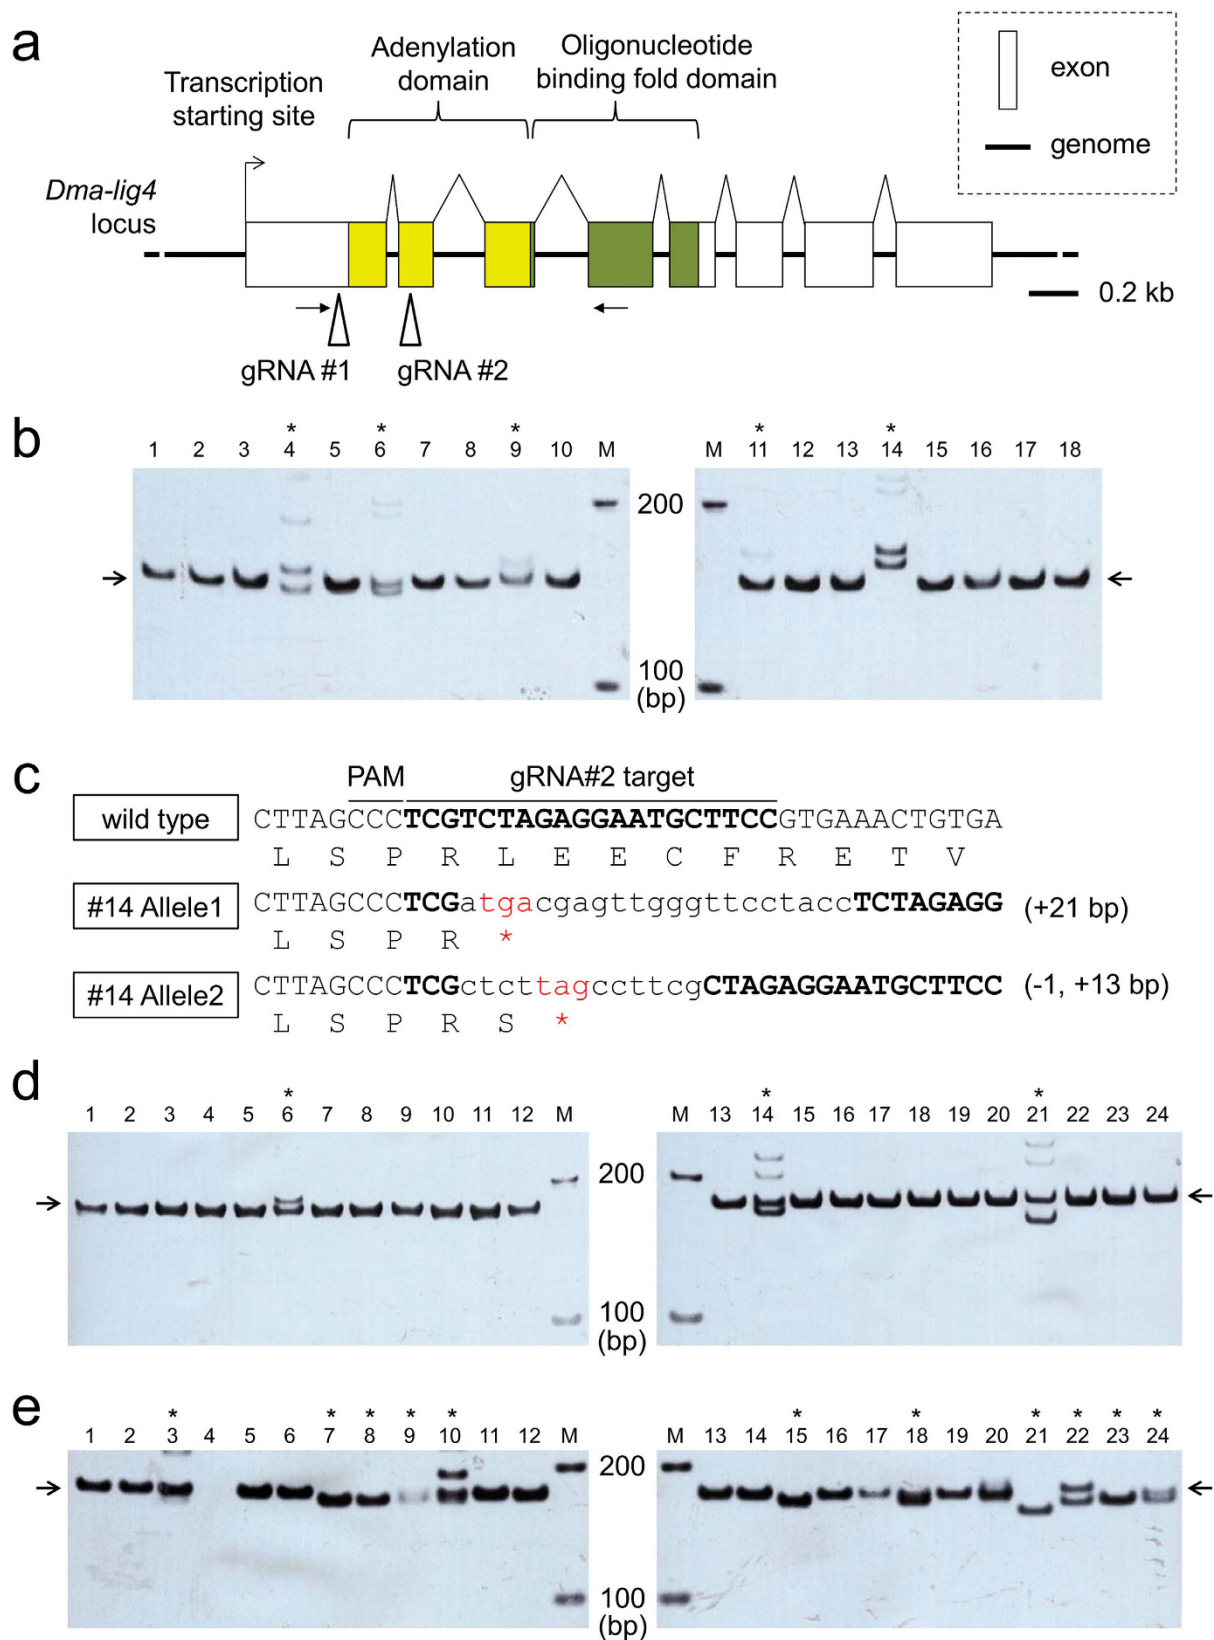 a
Adenylation
domain
Oligonucleotide
binding fold domain
Transcription
starting site
exon
genome
Dma-lig4
locus
0.2 kb
gRNA #1
gRNA #2
b
* * * * *
1 2 3 4 5 6 7 8 9 10 M M 11 12 13 14 15 16 17 18
200
100
(bp)
c
PAM gRNA#2 target
wild type CTTAGCCCTCGTCTAGAGGAATGCTTCCGTGAAACTGTGA
L S P R L E E C F R E T V
#14 Allele1 CTTAGCCCTCGatgacgagttgggttcctaccTCTAGAGG (+21 bp)
L S P R *
#14 Allele2 CTTAGCCCTCGctcttagccttcgCTAGAGGAATGCTTCC (-1, +13 bp)
L S P R S *
d
* * *
1 2 3 4 5 6 7 8 9 10 11 12 M M 13 14 15 16 17 18 19 20 21 22 23 24
200
100
(bp)
e
* * * * * * * * * * *
1 2 3 4 5 6 7 8 9 10 11 12 M M 13 14 15 16 17 18 19 20 21 22 23 24
200
100
(bp)